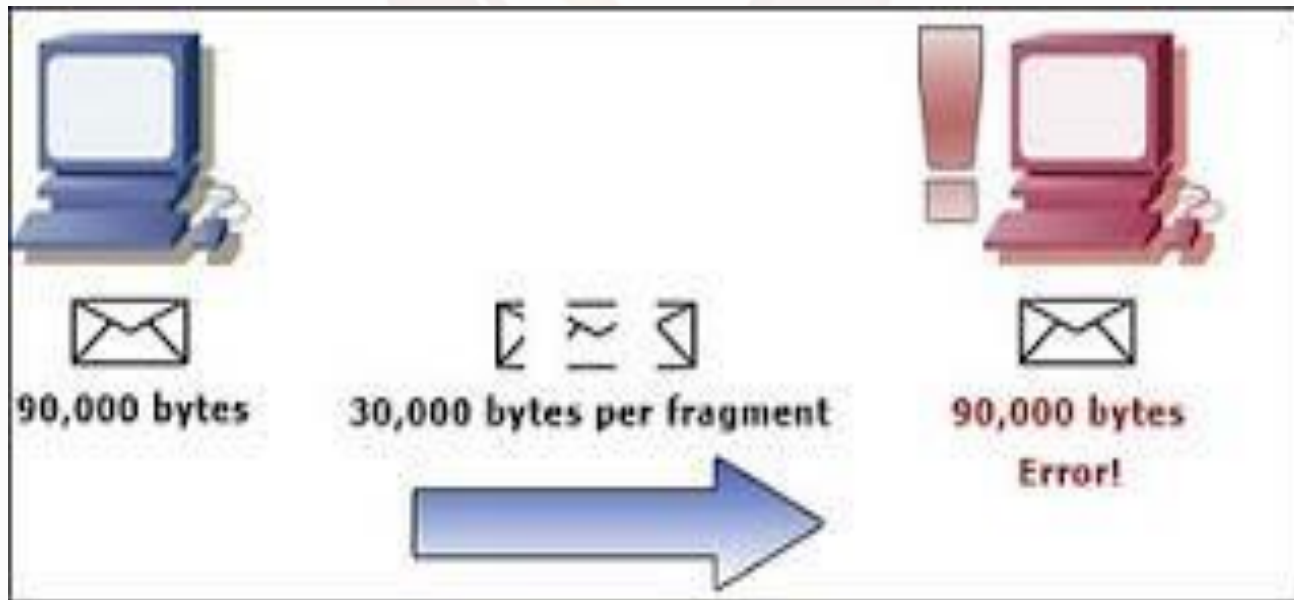 90,000 bytes
30,000 bytes per fragment
90,000 bytes
Error!